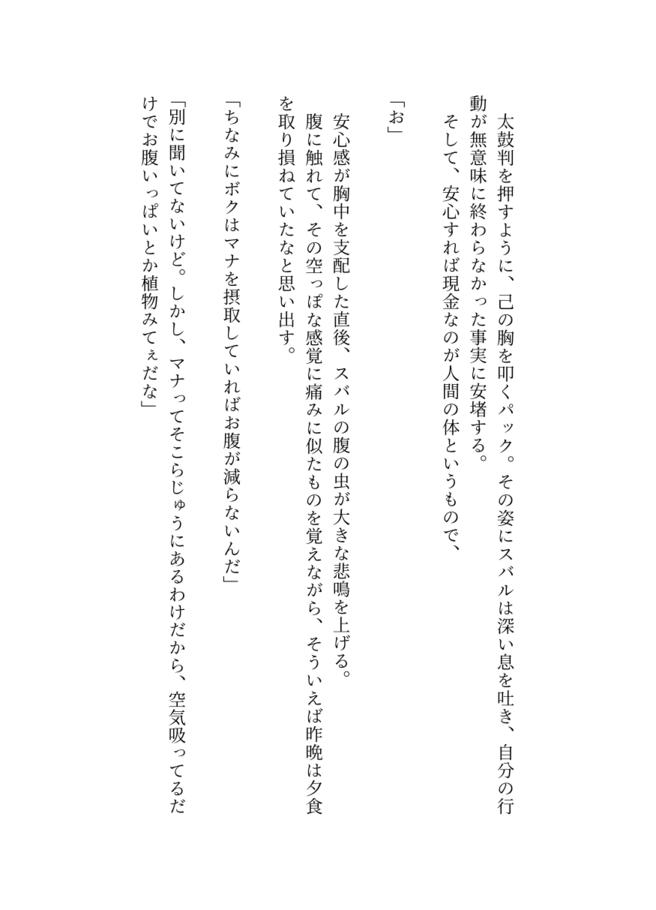 太鼓判を押すように、己の胸を叩くパック。その姿にスバルは深い息を吐き、自分の行
動が無意味に終わらなかった事実に安堵する。
そして、安心すれば現金なのが人間の体というもので、
「お」
安心感が胸中を支配した直後、スバルの腹の虫が大きな悲鳴を上げる。
腹に触れて、その空っぽな感覚に痛みに似たものを覚えながら、そういえば昨晩は夕食
を取り損ねていたなと思い出す。
「ちなみにボクはマナを摂取していればお腹が減らないんだ」
「別に聞いてないけど。しかし、マナってそこらじゅうにあるわけだから、空気吸ってるだ
けでお腹いっぱいとか植物みてぇだな」